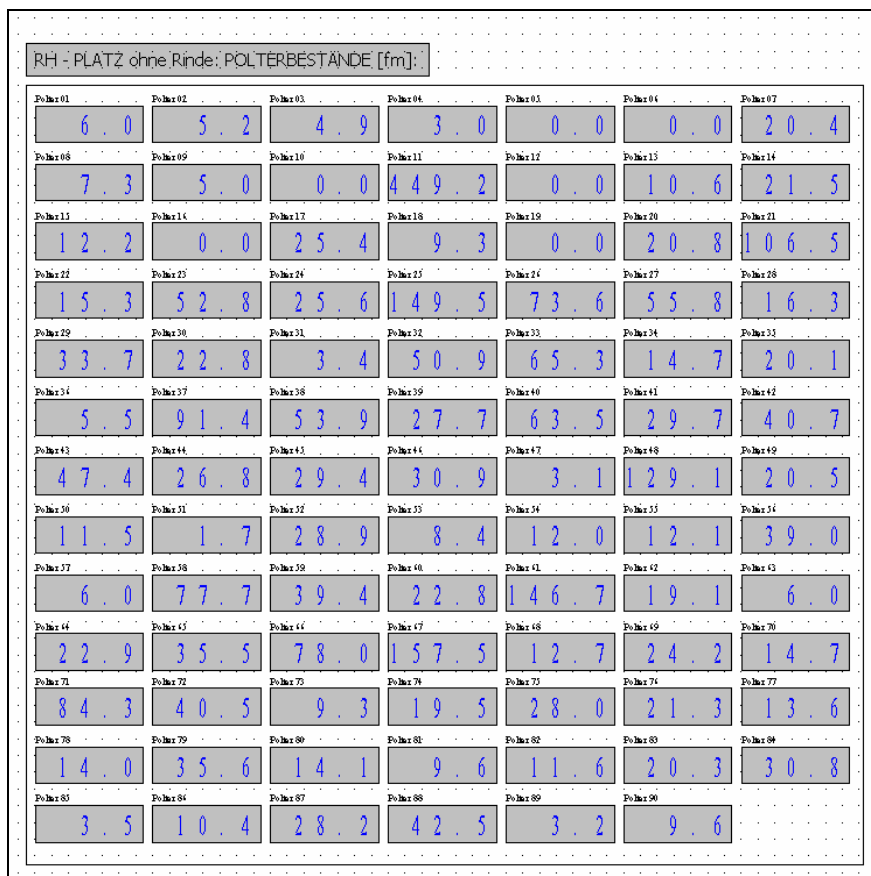 RH - PLATZ ohne Rinde: POLTERBESTÄNDE [fm]:
Polter 01 Polter 02 Polter 03 Polter 04 Polter 05 Polter 06 Polter 07
6.0 5.2 4.9 3.0 0.0 0.0 20.4
Polter 08 Polter 09 Polter 10 Polter 11 Polter 12 Polter 13 Polter 14
7.3 5.0 0.0 449.2 0.0 10.6 21.5
Polter 15 Polter 16 Polter 17 Polter 18 Polter 19 Polter 20 Polter 21
12.2 0.0 25.4 9.3 0.0 20.8 106.5
Polter 22 Polter 23 Polter 24 Polter 25 Polter 26 Polter 27 Polter 28
15.3 52.8 25.6 149.5 73.6 55.8 16.3
Polter 29 Polter 30 Polter 31 Polter 32 Polter 33 Polter 34 Polter 35
33.7 22.8 3.4 50.9 65.3 14.7 20.1
Polter 36 Polter 37 Polter 38 Polter 39 Polter 40 Polter 41 Polter 42
5.5 91.4 53.9 27.7 63.5 29.7 40.7
Polter 43 Polter 44 Polter 45 Polter 46 Polter 47 Polter 48 Polter 49
47.4 26.8 29.4 30.9 3.1 129.1 20.5
Polter 50 Polter 51 Polter 52 Polter 53 Polter 54 Polter 55 Polter 56
11.5 1.7 28.9 8.4 12.0 12.1 39.0
Polter 57 Polter 58 Polter 59 Polter 60 Polter 61 Polter 62 Polter 63
6.0 77.7 39.4 22.8 146.7 19.1 6.0
Polter 64 Polter 65 Polter 66 Polter 67 Polter 68 Polter 69 Polter 70
22.9 35.5 78.0 157.5 12.7 24.2 14.7
Polter 71 Polter 72 Polter 73 Polter 74 Polter 75 Polter 76 Polter 77
84.3 40.5 9.3 19.5 28.0 21.3 13.6
Polter 78 Polter 79 Polter 80 Polter 81 Polter 82 Polter 83 Polter 84
14.0 35.6 14.1 9.6 11.6 20.3 30.8
Polter 85 Polter 86 Polter 87 Polter 88 Polter 89 Polter 90
3.5 10.4 28.2 42.5 3.2 9.6